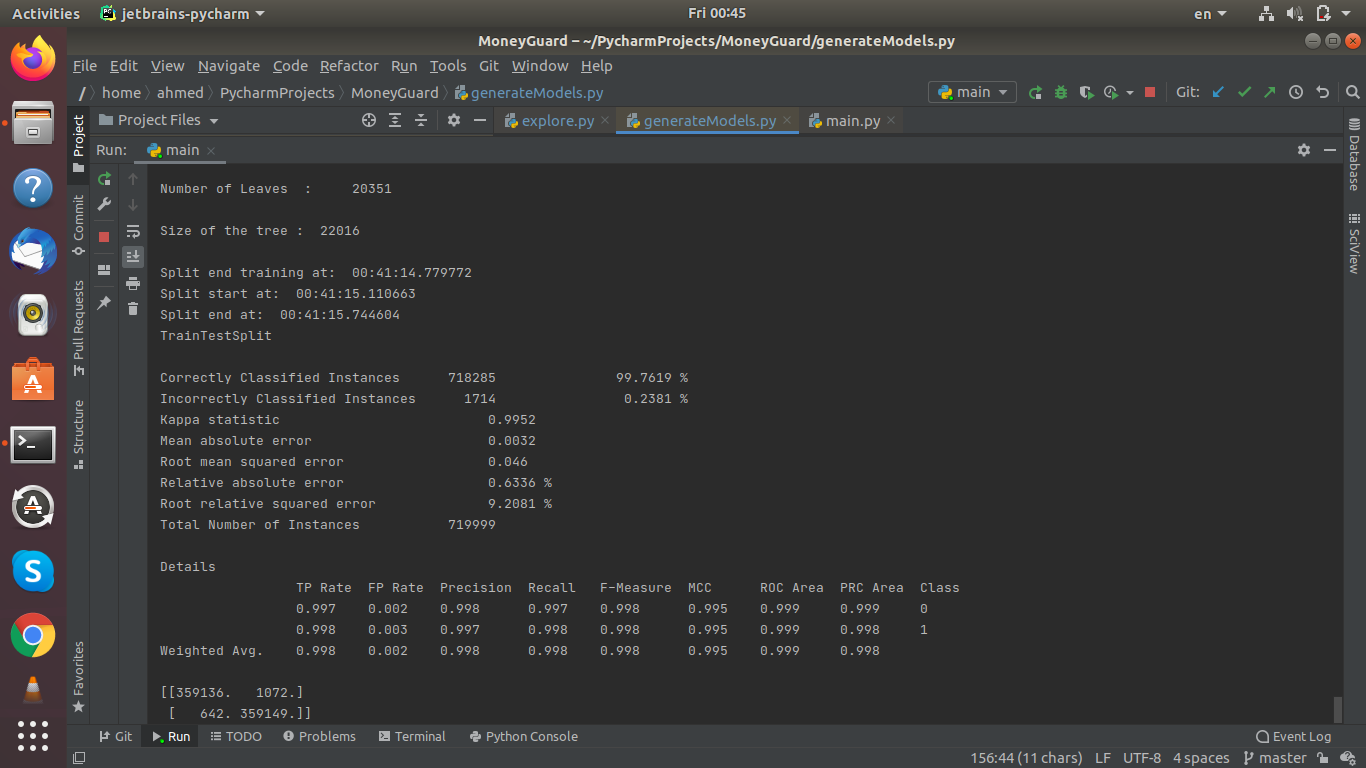 Activities jetbrains-pycharm Fri 00:45 en
MoneyGuard – ~/PycharmProjects/MoneyGuard/generateModels.py
File Edit View Navigate Code Refactor Run Tools Git Window Help
/ home ahmed PycharmProjects MoneyGuard generateModels.py main Git:
Project Files explore.py generateModels.py main.py
Run: main
Project
Commit
Pull Requests
Structure
Favorites
Database
SciView
Number of Leaves : 20351
Size of the tree : 22016
Split end training at: 00:41:14.779772
Split start at: 00:41:15.110663
Split end at: 00:41:15.744604
TrainTestSplit
Correctly Classified Instances 718285 99.7619 %
Incorrectly Classified Instances 1714 0.2381 %
Kappa statistic 0.9952
Mean absolute error 0.0032
Root mean squared error 0.046
Relative absolute error 0.6336 %
Root relative squared error 9.2081 %
Total Number of Instances 719999
Details
TP Rate FP Rate Precision Recall F-Measure MCC ROC Area PRC Area Class
0.997 0.002 0.998 0.997 0.998 0.995 0.999 0.999 0
0.998 0.003 0.997 0.998 0.998 0.995 0.999 0.998 1
Weighted Avg. 0.998 0.002 0.998 0.998 0.998 0.995 0.999 0.998
[[359136. 1072.]
[ 642. 359149.]]
Git Run TODO Problems Terminal Python Console Event Log
156:44 (11 chars) LF UTF-8 4 spaces master